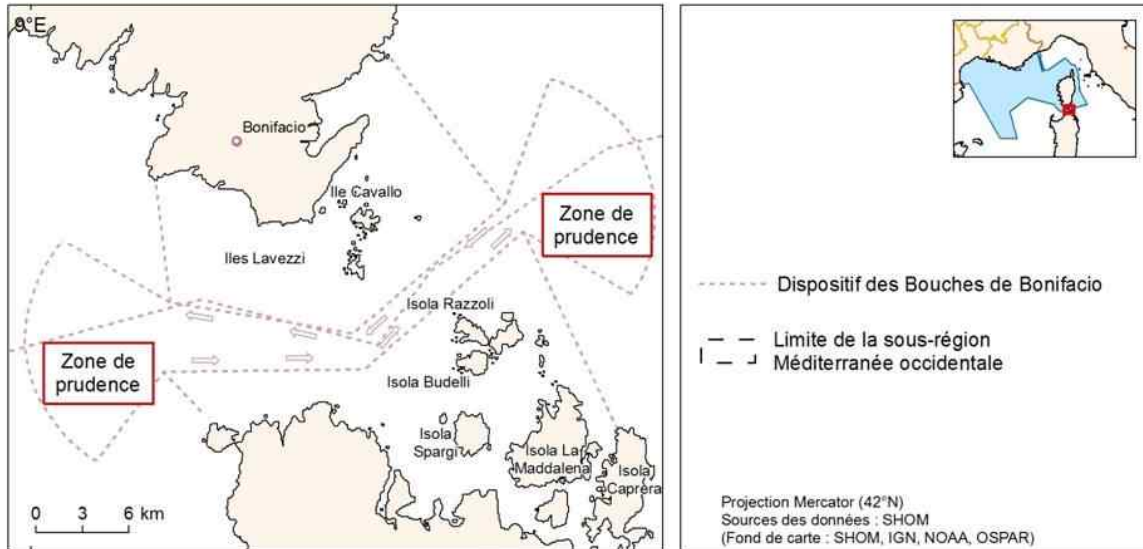 9°E
Bonifacio
Ile Cavallo
Zone de
prudence
Iles Lavezzi
Isola Razzoli
Zone de
prudence
Isola Budelli
Isola
Spargi
Isola La
Maddalena
Isola
Caprera
0 3 6 km
Dispositif des Bouches de Bonifacio
Limite de la sous-région
Méditerranée occidentale
Projection Mercator (42°N)
Sources des données : SHOM
(Fond de carte : SHOM, IGN, NOAA, OSPAR)